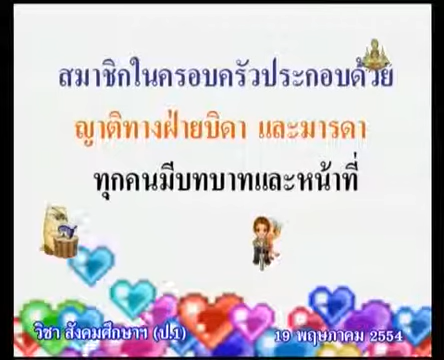 สมาชิกในครอบครัวประกอบด้วย
ญาติทางฝ่ายบิดา และมารดา
ทุกคนมีบทบาทและหน้าที่
วิชา สังคมศึกษาฯ (ป.1)
19 พฤษภาคม 2554